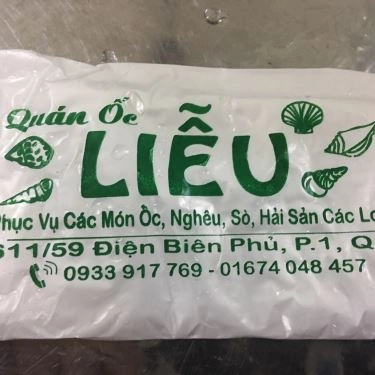 Quán Ốc
LIỄU
Phục Vụ Các Món Ốc, Nghêu, Sò, Hải Sản Các Lo
611/59 Điện Biên Phủ, P.1, Q
0933 917 769 - 01674 048 457